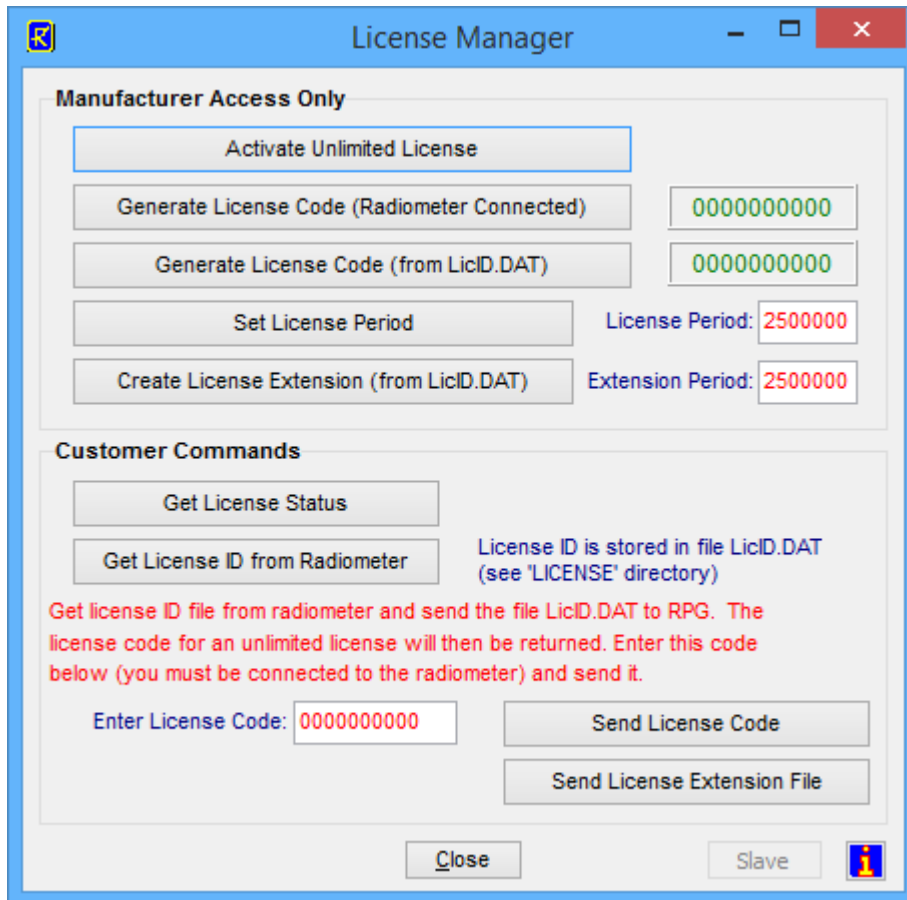 License Manager
Manufacturer Access Only
Activate Unlimited License
Generate License Code (Radiometer Connected) 0000000000
Generate License Code (from LicID.DAT) 0000000000
Set License Period License Period: 2500000
Create License Extension (from LicID.DAT) Extension Period: 2500000
Customer Commands
Get License Status
Get License ID from Radiometer
License ID is stored in file LicID.DAT
(see 'LICENSE' directory)
Get license ID file from radiometer and send the file LicID.DAT to RPG. The
license code for an unlimited license will then be returned. Enter this code
below (you must be connected to the radiometer) and send it.
Enter License Code: 0000000000 Send License Code
Send License Extension File
Close Slave i